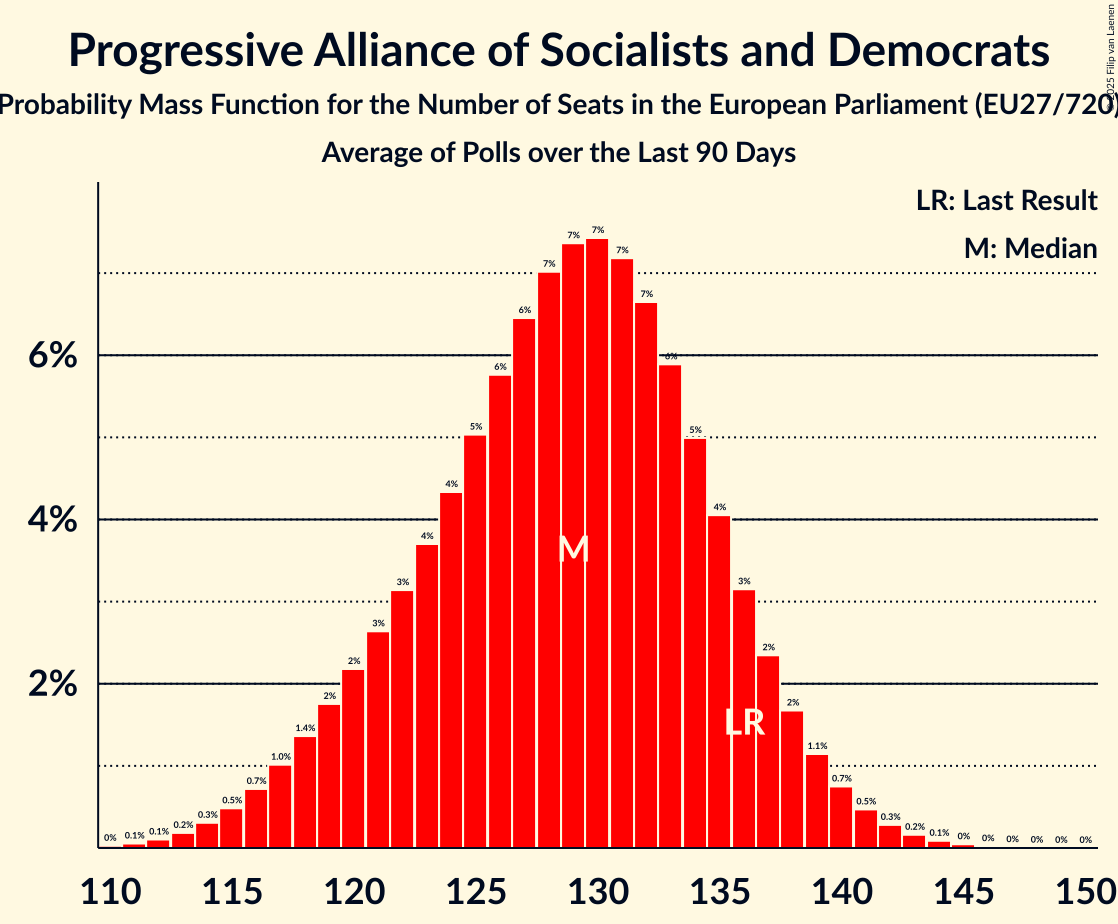 Progressive Alliance of Socialists and Democrats
Probability Mass Function for the Number of Seats in the European Parliament (EU27/720)
Average of Polls over the Last 90 Days
© 2025 Filip van Laenen
LR: Last Result
M: Median
6%
4%
2%
0% 0.1% 0.1% 0.2% 0.3% 0.5% 0.7% 1.0% 1.4% 2% 2% 3% 3% 4% 4% 5% 6% 6% 7% 7% 7% 7% 7% 6% 5% 4% 3% 2% 2% 1.1% 0.7% 0.5% 0.3% 0.2% 0.1% 0% 0% 0% 0% 0% 0%
M
LR
110 115 120 125 130 135 140 145 150